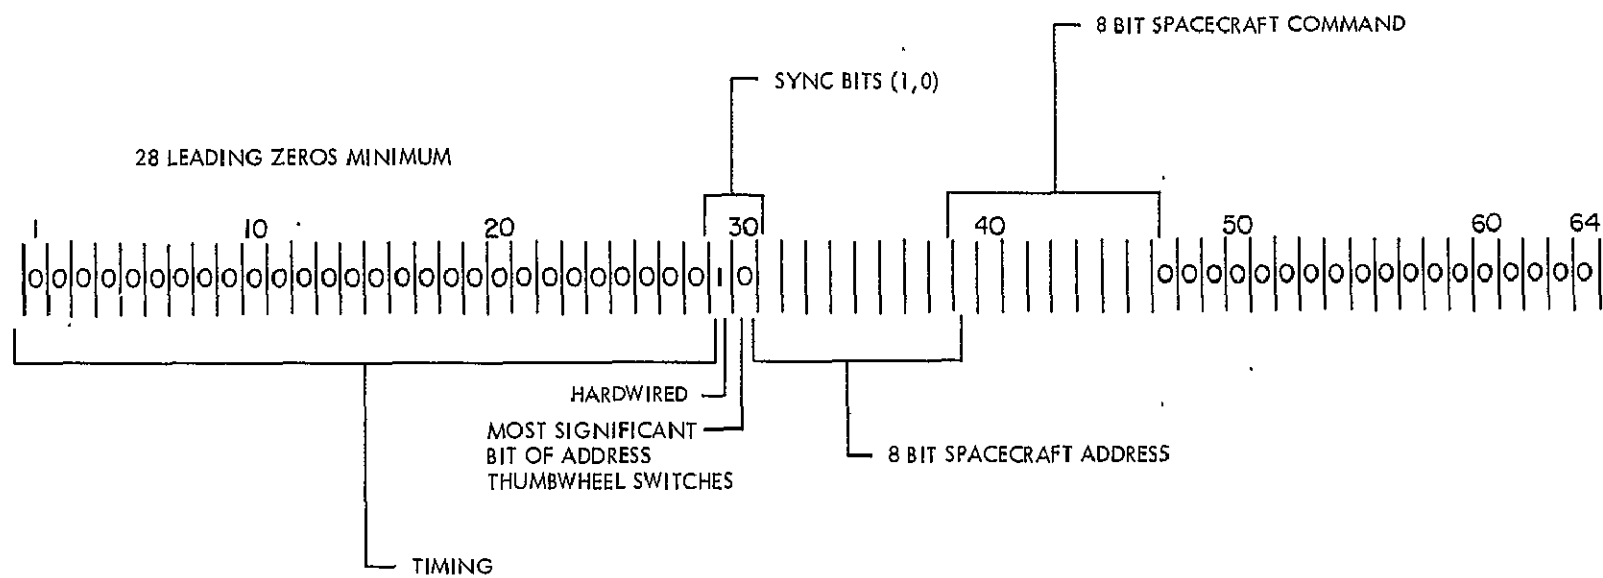 8 BIT SPACECRAFT COMMAND
SYNC BITS (1,0)
28 LEADING ZEROS MINIMUM
1 10 20 30 40 50 60 64
0 0 0 0 0 0 0 0 0 0 0 0 0 0 0 0 0 0 0 0 0 0 0 0 0 0 0 0 1 0 0 0 0 0 0 0 0 0 0 0 0 0 0 0 0 0 0 0
HARDWIRED
MOST SIGNIFICANT
BIT OF ADDRESS
THUMBWHEEL SWITCHES
8 BIT SPACECRAFT ADDRESS
TIMING